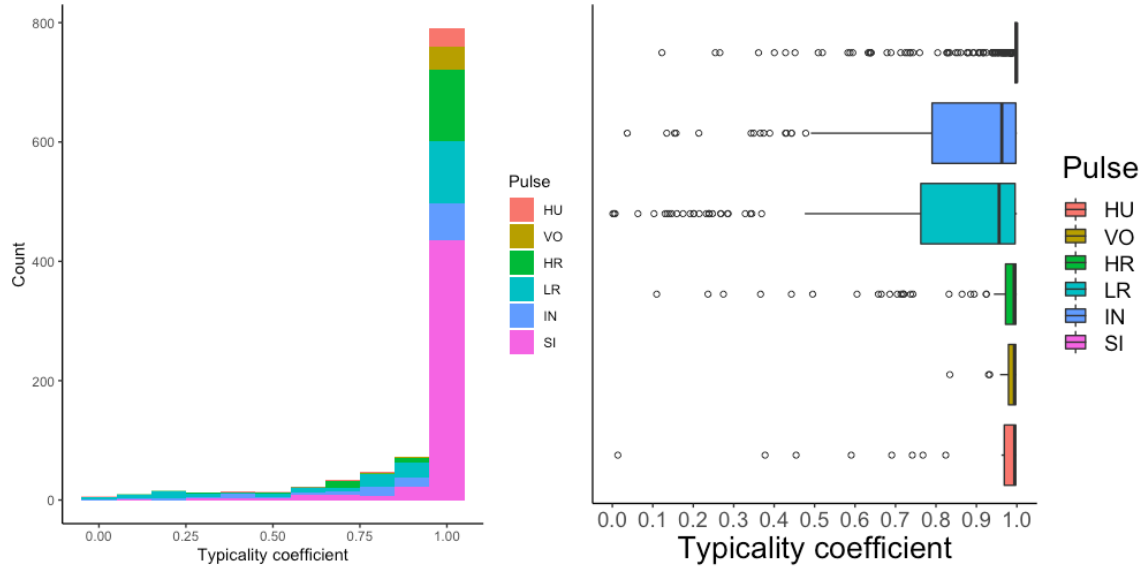 800
600
400
200
0
Count
0.00 0.25 0.50 0.75 1.00
Typicality coefficient
Pulse
HU
VO
HR
LR
IN
SI
0.0 0.1 0.2 0.3 0.4 0.5 0.6 0.7 0.8 0.9 1.0
Typicality coefficient
Pulse
HU
VO
HR
LR
IN
SI